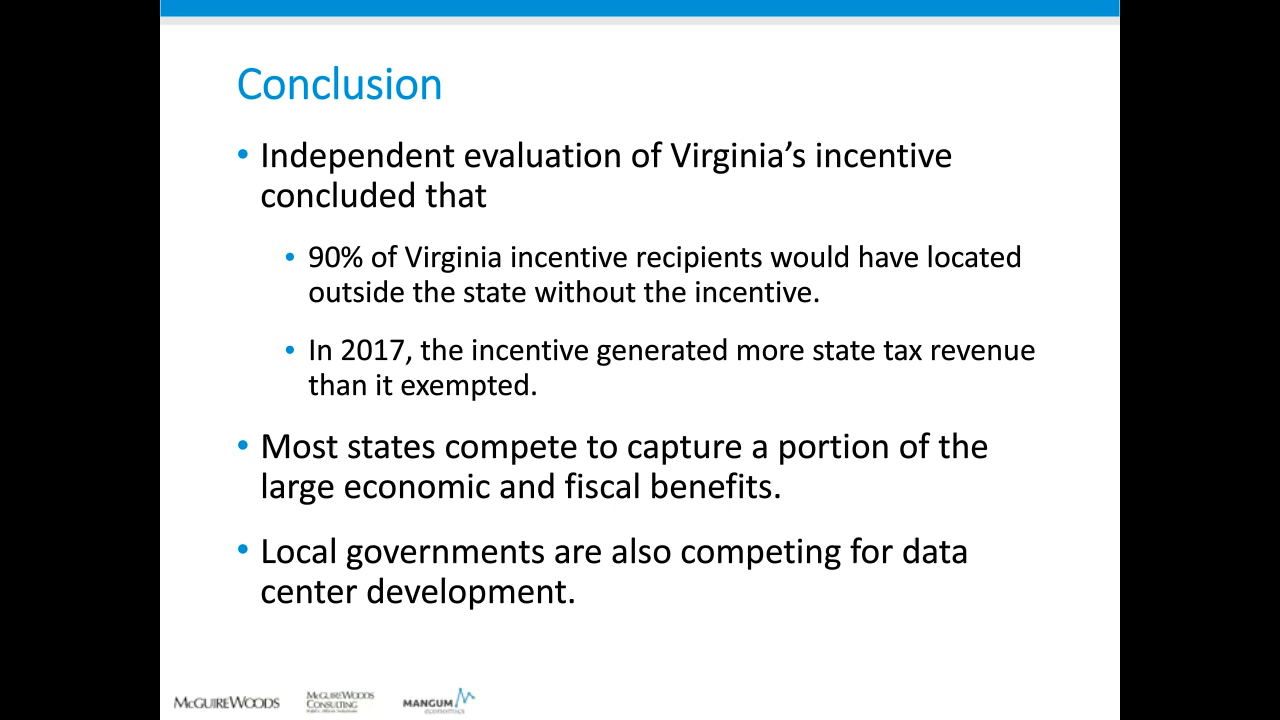 Conclusion
• Independent evaluation of Virginia’s incentive
concluded that
• 90% of Virginia incentive recipients would have located
outside the state without the incentive.
• In 2017, the incentive generated more state tax revenue
than it exempted.
• Most states compete to capture a portion of the
large economic and fiscal benefits.
• Local governments are also competing for data
center development.
MCGUIREWOODS
MCGUIREWOODS
CONSULTING
MANGUM
ECONOMICS